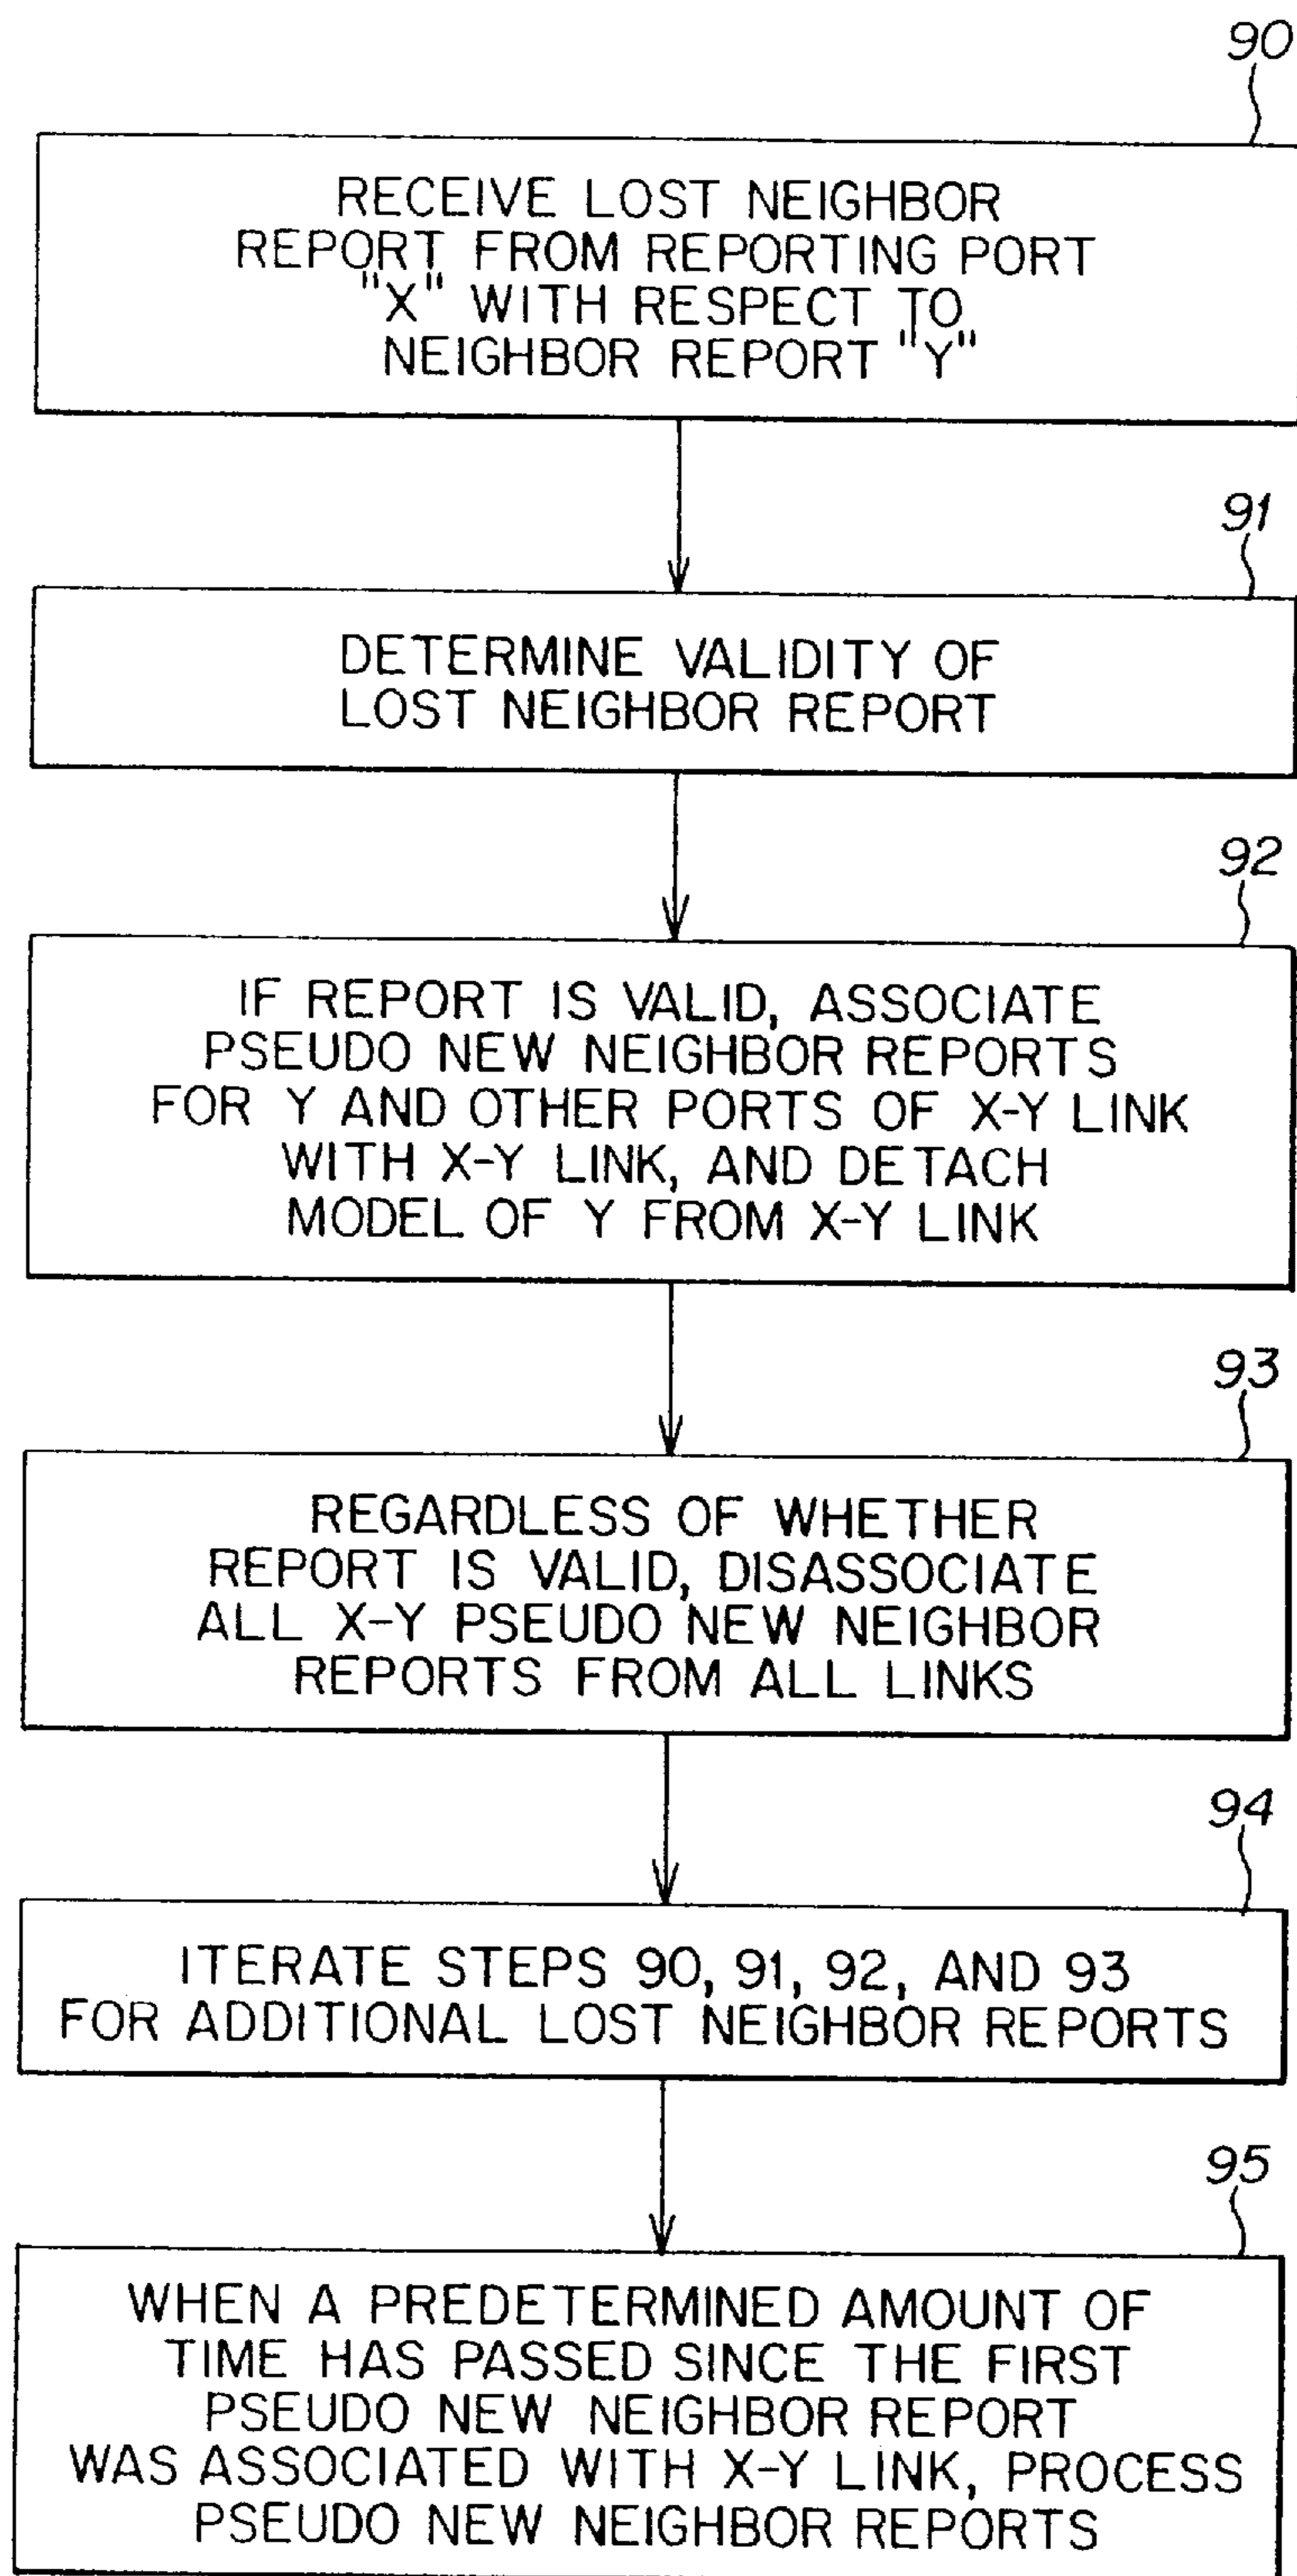 90
RECEIVE LOST NEIGHBOR
REPORT FROM REPORTING PORT
"X" WITH RESPECT TO
NEIGHBOR REPORT "Y"
91
DETERMINE VALIDITY OF
LOST NEIGHBOR REPORT
92
IF REPORT IS VALID, ASSOCIATE
PSEUDO NEW NEIGHBOR REPORTS
FOR Y AND OTHER PORTS OF X-Y LINK
WITH X-Y LINK, AND DETACH
MODEL OF Y FROM X-Y LINK
93
REGARDLESS OF WHETHER
REPORT IS VALID, DISASSOCIATE
ALL X-Y PSEUDO NEW NEIGHBOR
REPORTS FROM ALL LINKS
94
ITERATE STEPS 90, 91, 92, AND 93
FOR ADDITIONAL LOST NEIGHBOR REPORTS
95
WHEN A PREDETERMINED AMOUNT OF
TIME HAS PASSED SINCE THE FIRST
PSEUDO NEW NEIGHBOR REPORT
WAS ASSOCIATED WITH X-Y LINK, PROCESS
PSEUDO NEW NEIGHBOR REPORTS